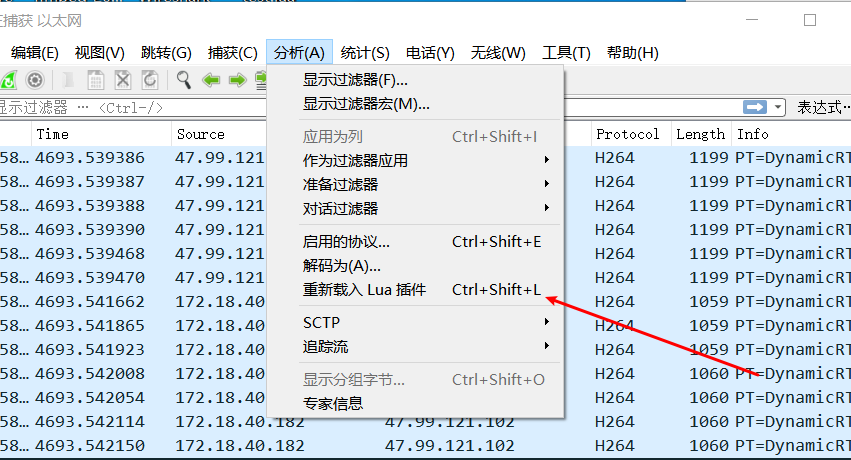 捕获 以太网
编辑(E) 视图(V) 跳转(G) 捕获(C) 分析(A) 统计(S) 电话(Y) 无线(W) 工具(T) 帮助(H)
显示过滤器 … <Ctrl-/>
表达式…
显示过滤器(F)...
显示过滤器宏(M)...
应用为列 Ctrl+Shift+I
作为过滤器应用
准备过滤器
对话过滤器
启用的协议... Ctrl+Shift+E
解码为(A)...
重新载入 Lua 插件 Ctrl+Shift+L
SCTP
追踪流
显示分组字节... Ctrl+Shift+O
专家信息
Time Source Protocol Length Info
58… 4693.539386 47.99.121 H264 1199 PT=DynamicRT
58… 4693.539387 47.99.121 H264 1199 PT=DynamicRT
58… 4693.539388 47.99.121 H264 1199 PT=DynamicRT
58… 4693.539390 47.99.121 H264 1199 PT=DynamicRT
58… 4693.539468 47.99.121 H264 1199 PT=DynamicRT
58… 4693.539470 47.99.121 H264 1199 PT=DynamicRT
58… 4693.541662 172.18.40 H264 1059 PT=DynamicRT
58… 4693.541865 172.18.40 H264 1059 PT=DynamicRT
58… 4693.541923 172.18.40 H264 1059 PT=DynamicRT
58… 4693.542008 172.18.40 H264 1060 PT=DynamicRT
58… 4693.542054 172.18.40 H264 1060 PT=DynamicRT
58… 4693.542114 172.18.40.182 47.99.121.102 H264 1060 PT=DynamicRT
58… 4693.542150 172.18.40.182 47.99.121.102 H264 1060 PT=DynamicRT